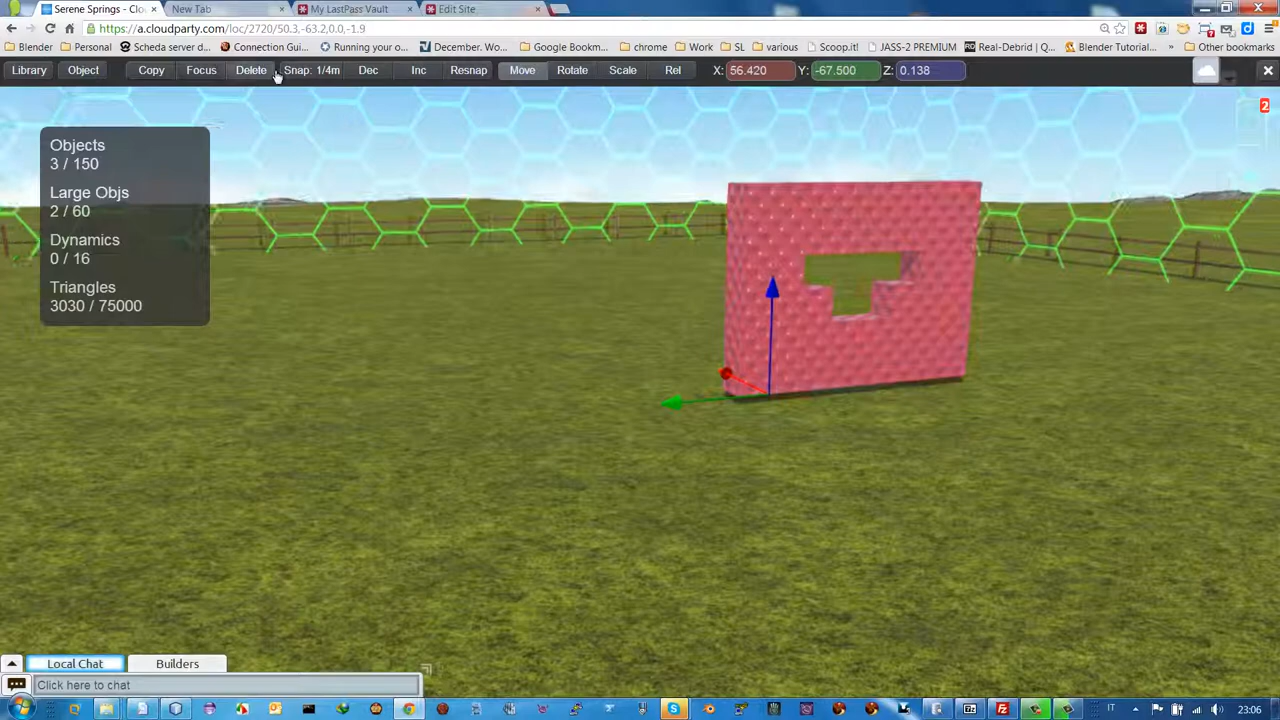 Serene Springs - Clo
New Tab
My LastPass Vault
Edit Site
https://a.cloudparty.com/loc/2720/50.3,-63.2,0.0,-1.9
Blender
Personal
Scheda server d...
Connection Gui...
Running your o...
December. Wo...
Google Bookm...
chrome
Work
SL
various
Scoop.it!
JASS-2 PREMIUM
Real-Debrid | Q...
Blender Tutorial...
Other bookmarks
Library
Object
Copy
Focus
Delete
Snap: 1/4m
Dec
Inc
Resnap
Move
Rotate
Scale
Rel
X: 56.420
Y: -67.500
Z: 0.138
2
Objects
3 / 150
Large Objs
2 / 60
Dynamics
0 / 16
Triangles
3030 / 75000
Local Chat
Builders
Click here to chat
IT
23:06